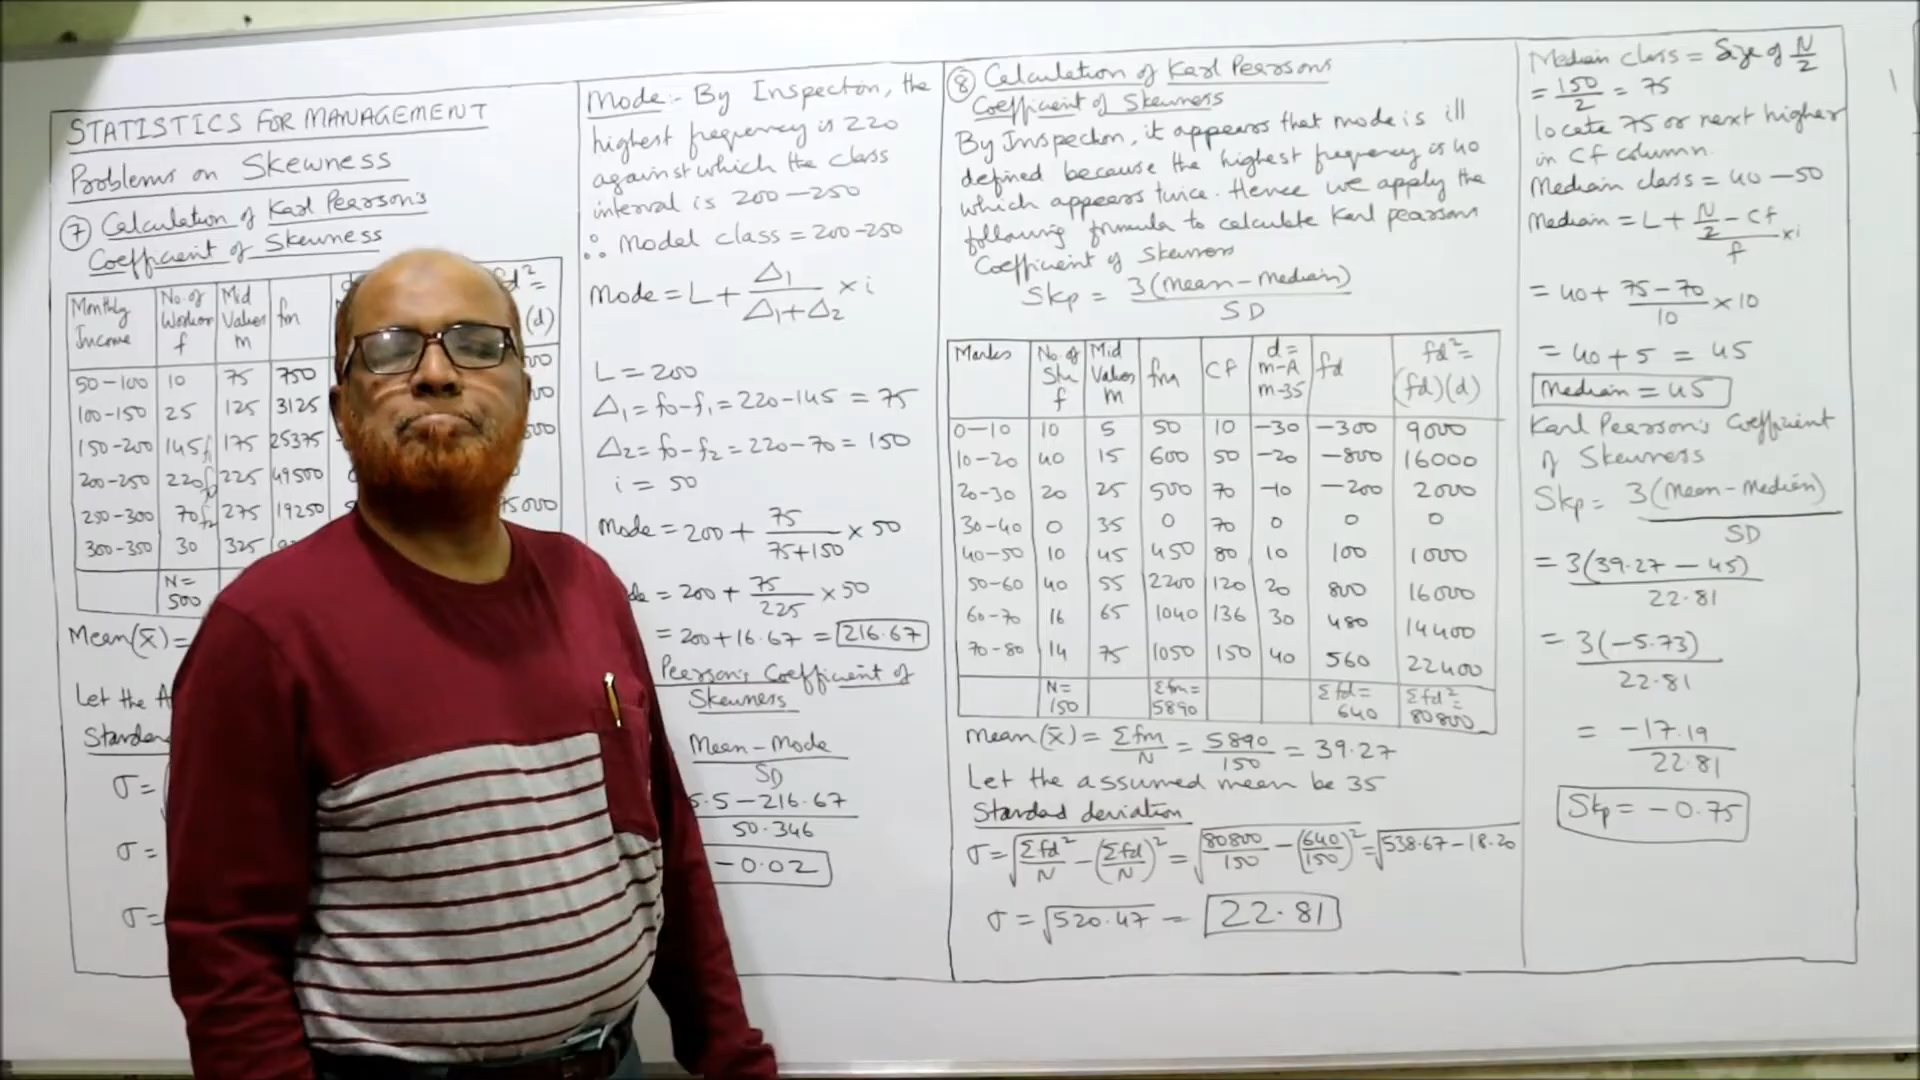 STATISTICS FOR MANAGEMENT
Problems on Skewness
⑦ Calculation of Karl Pearson's
Coefficient of Skewness
Monthly Income | No. of Workers f | Mid Values m | fm | fd² = (d)
50-100 10 75 750
100-150 25 125 3125
150-200 145 f₁ 175 25375
200-250 220 f₀ 225 49500
250-300 70 f₂ 275 19250 75000
300-350 30 325
N = 500
Mean (x̄) =
Let the A
Standar
σ =
σ =
σ =
Mode:- By Inspection, the
highest frequency is 220
against which the class
interval is 200-250
∴ Model class = 200-250
Mode = L + Δ₁ / (Δ₁+Δ₂) × i
L = 200
Δ₁ = f₀-f₁ = 220-145 = 75
Δ₂ = f₀-f₂ = 220-70 = 150
i = 50
Mode = 200 + 75 / (75+150) × 50
de = 200 + 75/225 × 50
= 200+16.67 = 216.67
Pearson's Coefficient of
Skewness
Mean-Mode / SD
5.5-216.67 / 50.346
-0.02
⑧ Calculation of Karl Pearsons
Coefficient of Skewness
By Inspection, it appears that mode is ill
defined because the highest frequency is 40
which appears twice. Hence we apply the
following formula to calculate Karl pearsons
Coefficient of Skewness
Skp = 3(mean-median) / SD
Marks | No. of Stu f | Mid Values m | fm | Cf | d = m-A m-35 | fd | fd² = (fd)(d)
0-10 10 5 50 10 -30 -300 9000
10-20 40 15 600 50 -20 -800 16000
20-30 20 25 500 70 -10 -200 2000
30-40 0 35 0 70 0 0 0
40-50 10 45 450 80 10 100 1000
50-60 40 55 2200 120 20 800 16000
60-70 16 65 1040 136 30 480 14400
70-80 14 75 1050 150 40 560 22400
N = 150 Σfm = 5890 Σfd = 640 Σfd² = 80800
mean (x̄) = Σfm / N = 5890 / 150 = 39.27
Let the assumed mean be 35
Standard deviation
σ = √(Σfd²/N - (Σfd/N)²) = √(80800/150 - (640/150)²) = √538.67-18.20
σ = √520.47 = 22.81
Median class = Size of N/2
= 150/2 = 75
locate 75 or next higher
in Cf column.
Median class = 40-50
Median = L + (N/2 - Cf) / f × i
= 40 + (75-70) / 10 × 10
= 40+5 = 45
Median = 45
Karl Pearson's Coefficient
of Skewness
Skp = 3(mean-median) / SD
= 3(39.27-45) / 22.81
= 3(-5.73) / 22.81
= -17.19 / 22.81
Skp = -0.75